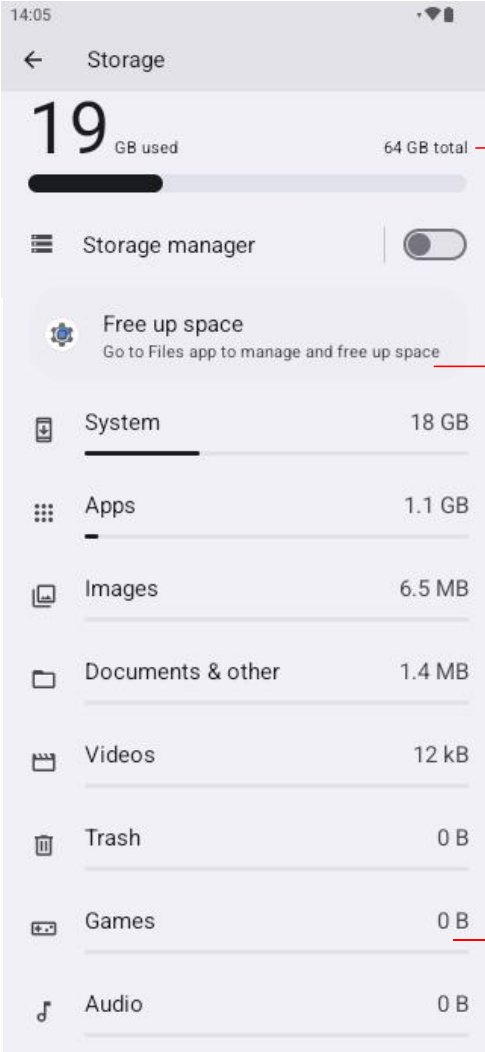 14:05
Storage
19 GB used
64 GB total
Storage manager
Free up space
Go to Files app to manage and free up space
System 18 GB
Apps 1.1 GB
Images 6.5 MB
Documents & other 1.4 MB
Videos 12 kB
Trash 0 B
Games 0 B
Audio 0 B